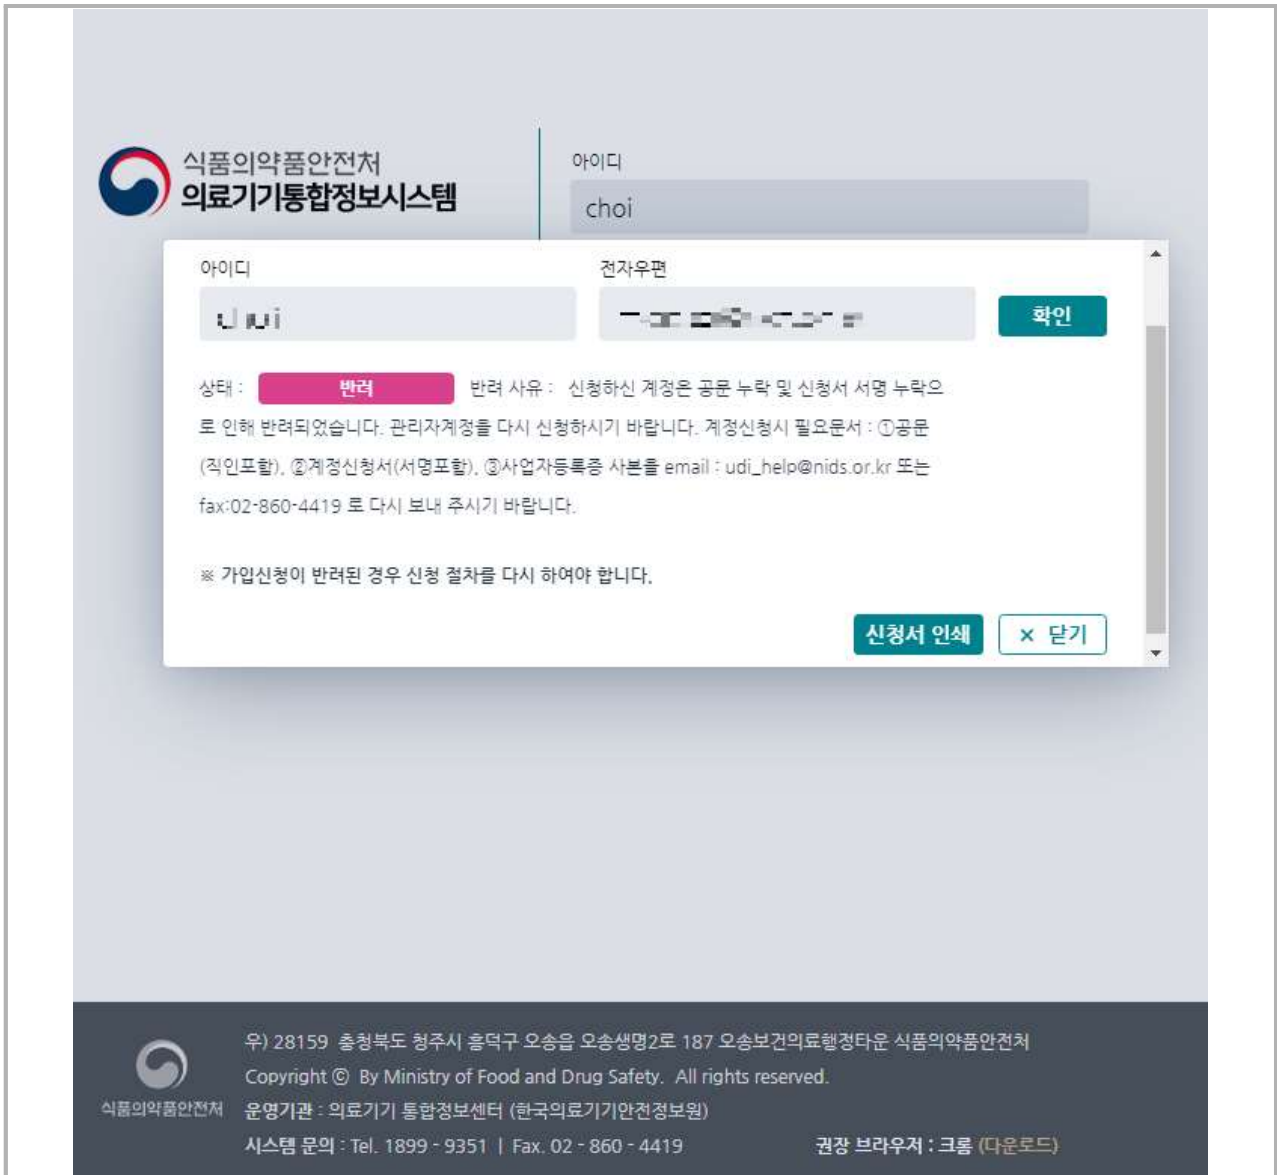 식품의약품안전처
의료기기통합정보시스템
아이디
choi
아이디
전자우편
확인
상태 : 반려 반려 사유 : 신청하신 계정은 공문 누락 및 신청서 서명 누락으
로 인해 반려되었습니다. 관리자계정을 다시 신청하시기 바랍니다. 계정신청시 필요문서 : ①공문
(직인포함), ②계정신청서(서명포함), ③사업자등록증 사본을 email : udi_help@nids.or.kr 또는
fax:02-860-4419 로 다시 보내 주시기 바랍니다.
※ 가입신청이 반려된 경우 신청 절차를 다시 하여야 합니다.
신청서 인쇄
× 닫기
우) 28159 충청북도 청주시 흥덕구 오송읍 오송생명2로 187 오송보건의료행정타운 식품의약품안전처
Copyright ⓒ By Ministry of Food and Drug Safety. All rights reserved.
식품의약품안전처
운영기관 : 의료기기 통합정보센터 (한국의료기기안전정보원)
시스템 문의 : Tel. 1899 - 9351 | Fax. 02 - 860 - 4419
권장 브라우저 : 크롬 (다운로드)